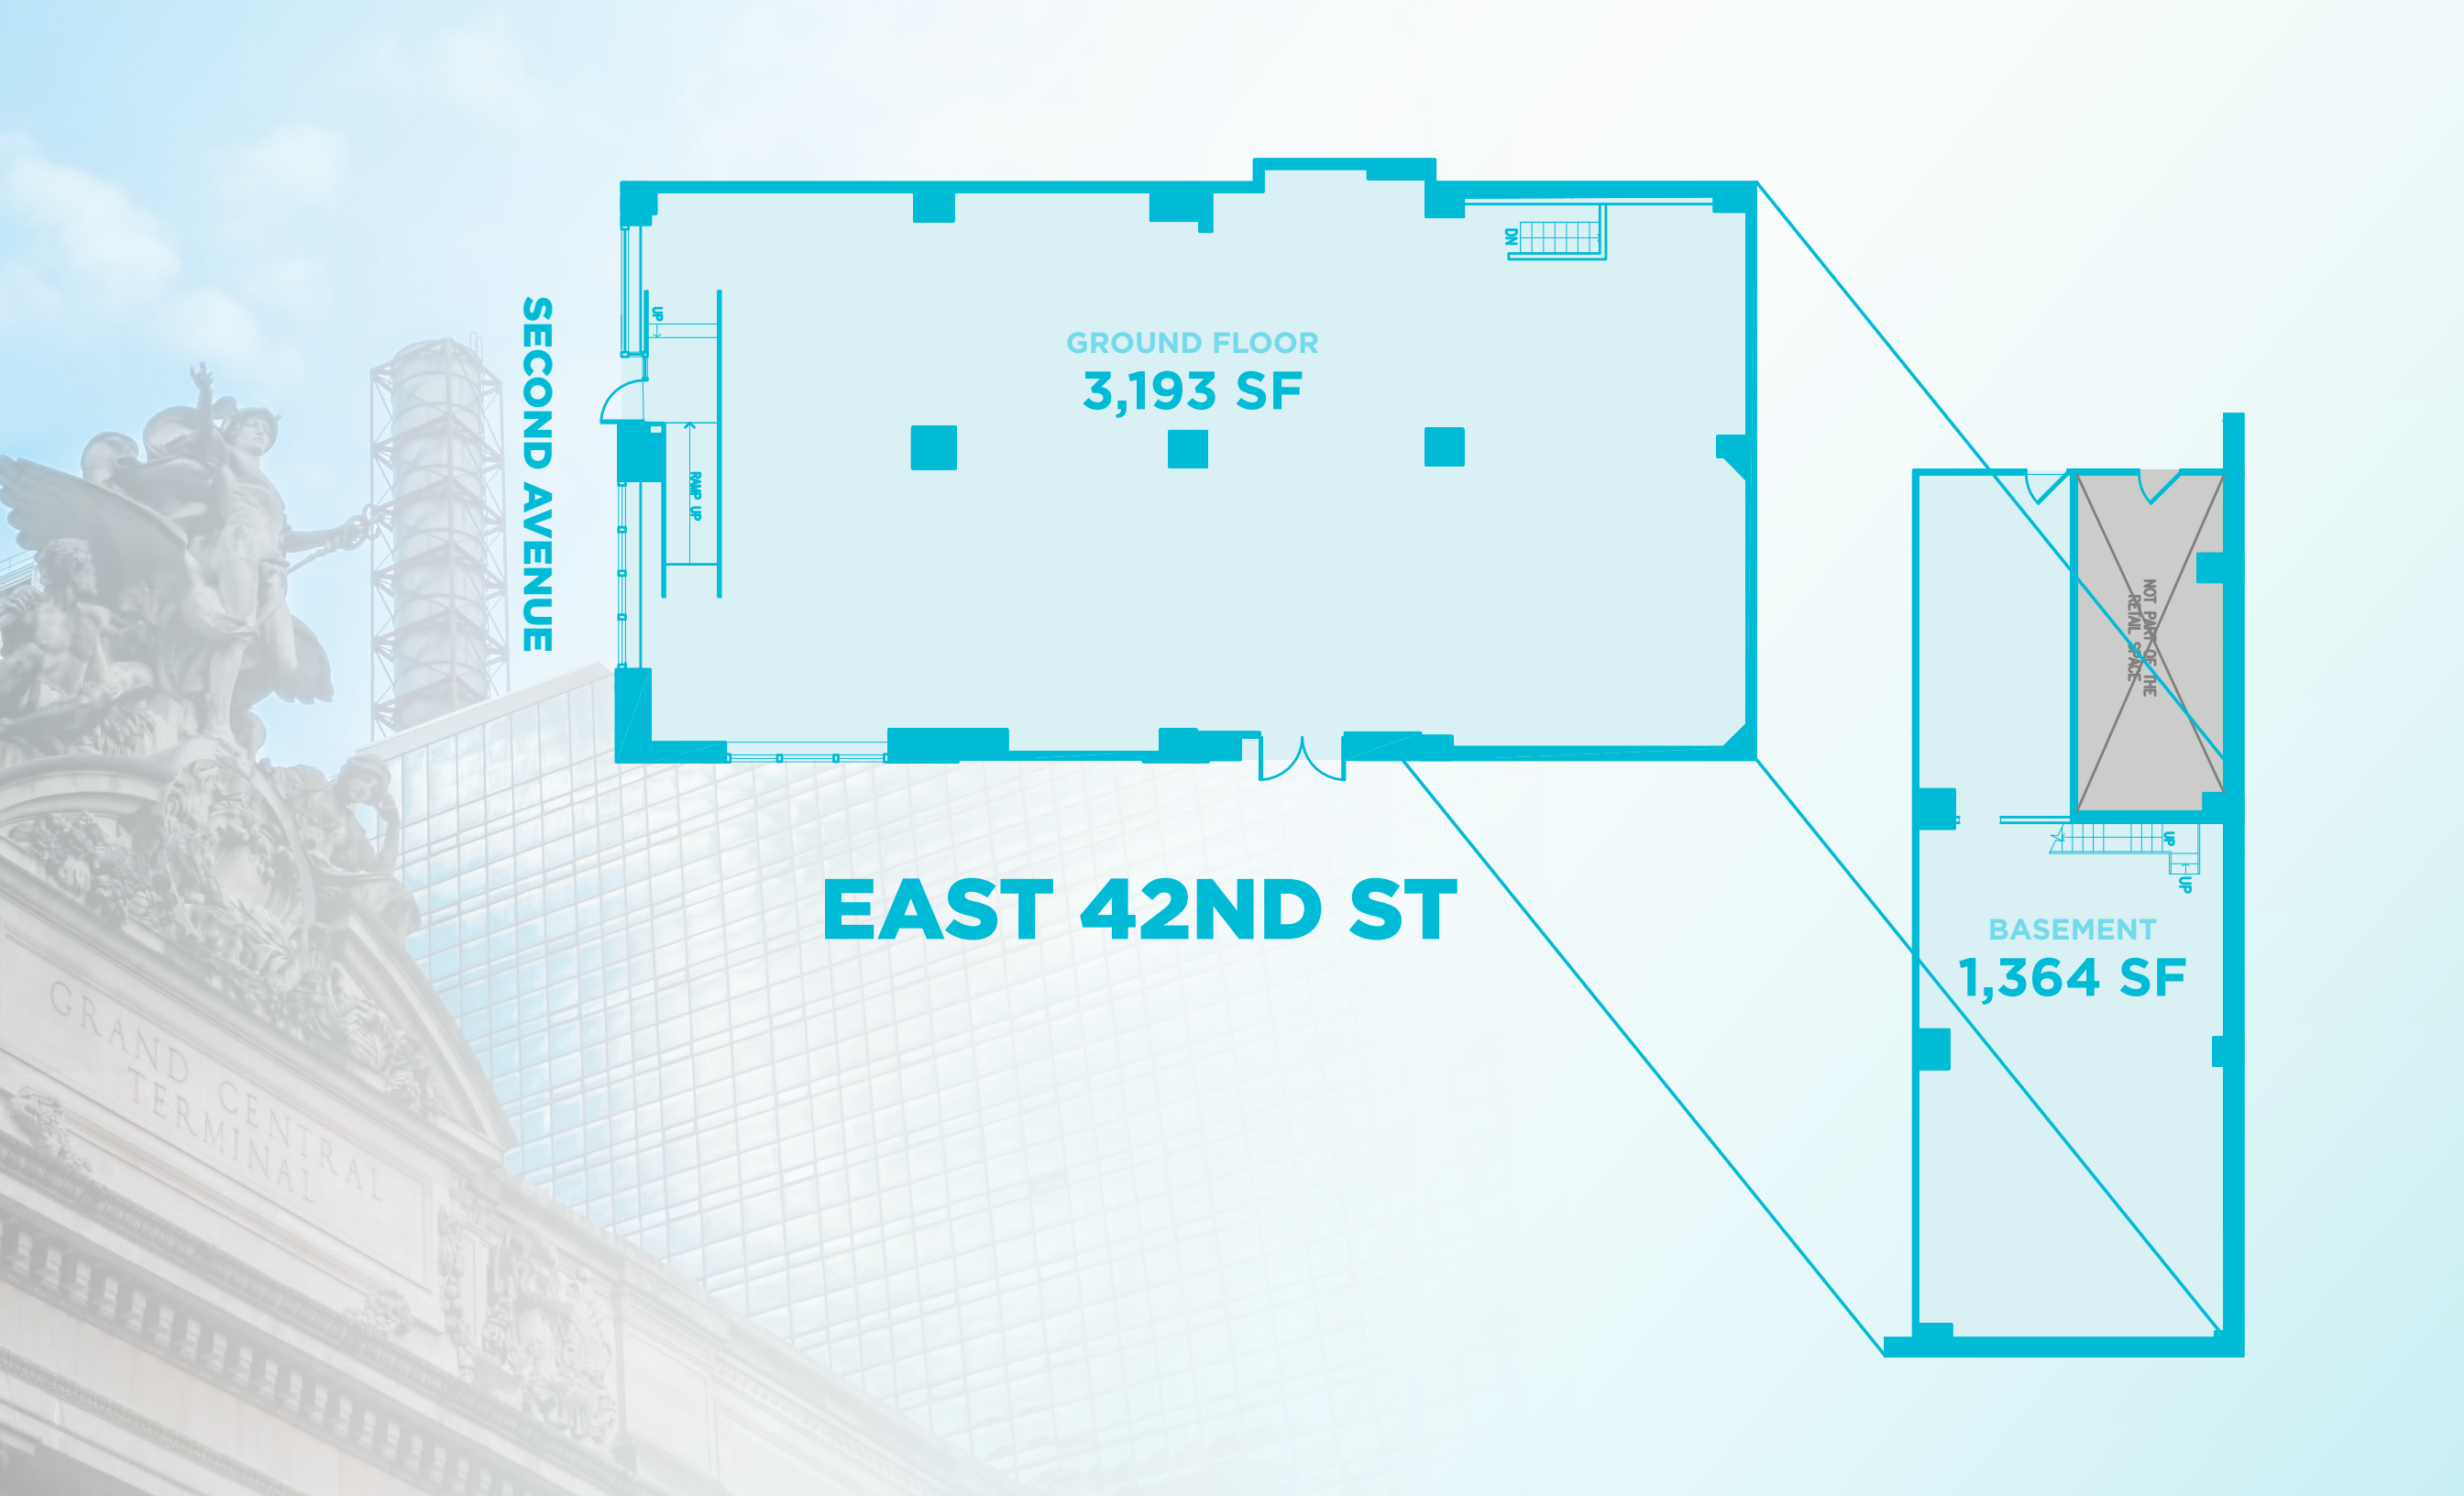 DN
UP
GROUND FLOOR
3,193 SF
SECOND AVENUE
RAMP UP
NOT PART OF THE
RETAIL SPACE
UP
UP
EAST 42ND ST
BASEMENT
1,364 SF
GRAND CENTRAL
TERMINAL